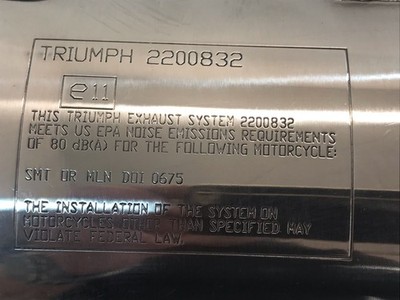 TRIUMPH 2200832
e11
THIS TRIUMPH EXHAUST SYSTEM 2200832
MEETS US EPA NOISE EMISSIONS REQUIREMENTS
OF 80 dB(A) FOR THE FOLLOWING MOTORCYCLE:
SMT OR MLN DOI 0675
THE INSTALLATION OF THE SYSTEM ON
MOTORCYCLES OTHER THAN SPECIFIED MAY
VIOLATE FEDERAL LAW